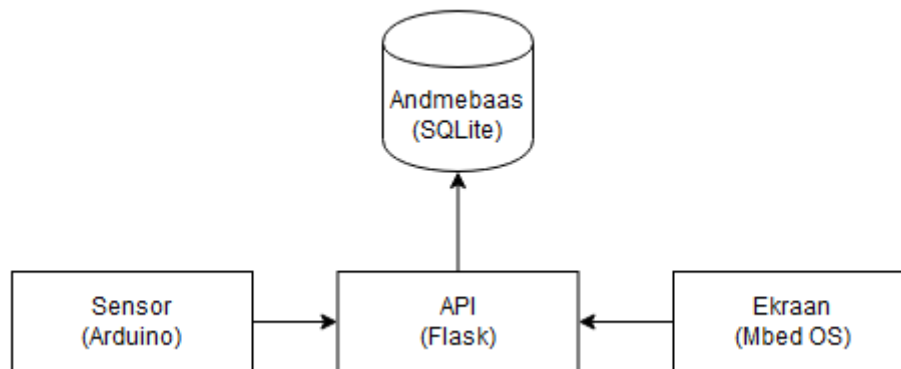 Andmebaas
(SQLite)
Sensor
(Arduino)
API
(Flask)
Ekraan
(Mbed OS)